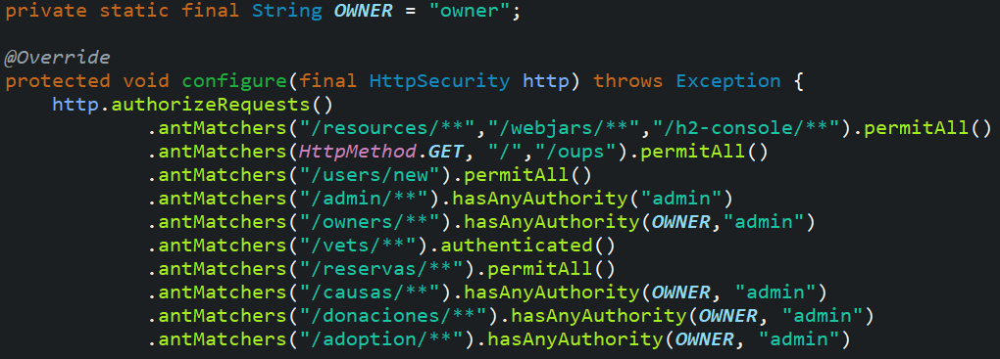 private static final String OWNER = "owner";
@Override
protected void configure(final HttpSecurity http) throws Exception {
http.authorizeRequests()
.antMatchers("/resources/**","/webjars/**","/h2-console/**").permitAll()
.antMatchers(HttpMethod.GET, "/","/oups").permitAll()
.antMatchers("/users/new").permitAll()
.antMatchers("/admin/**").hasAnyAuthority("admin")
.antMatchers("/owners/**").hasAnyAuthority(OWNER,"admin")
.antMatchers("/vets/**").authenticated()
.antMatchers("/reservas/**").permitAll()
.antMatchers("/causas/**").hasAnyAuthority(OWNER, "admin")
.antMatchers("/donaciones/**").hasAnyAuthority(OWNER, "admin")
.antMatchers("/adoption/**").hasAnyAuthority(OWNER, "admin")